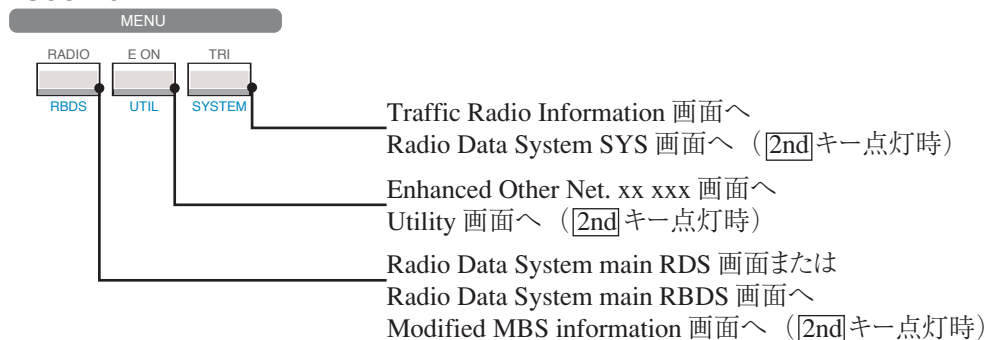 MENU
RADIO E ON TRI
RBDS UTIL SYSTEM
Traffic Radio Information 画面へ
Radio Data System SYS 画面へ （2ndキー点灯時）
Enhanced Other Net. xx xxx 画面へ
Utility 画面へ （2ndキー点灯時）
Radio Data System main RDS 画面または
Radio Data System main RBDS 画面へ
Modified MBS information 画面へ （2ndキー点灯時）